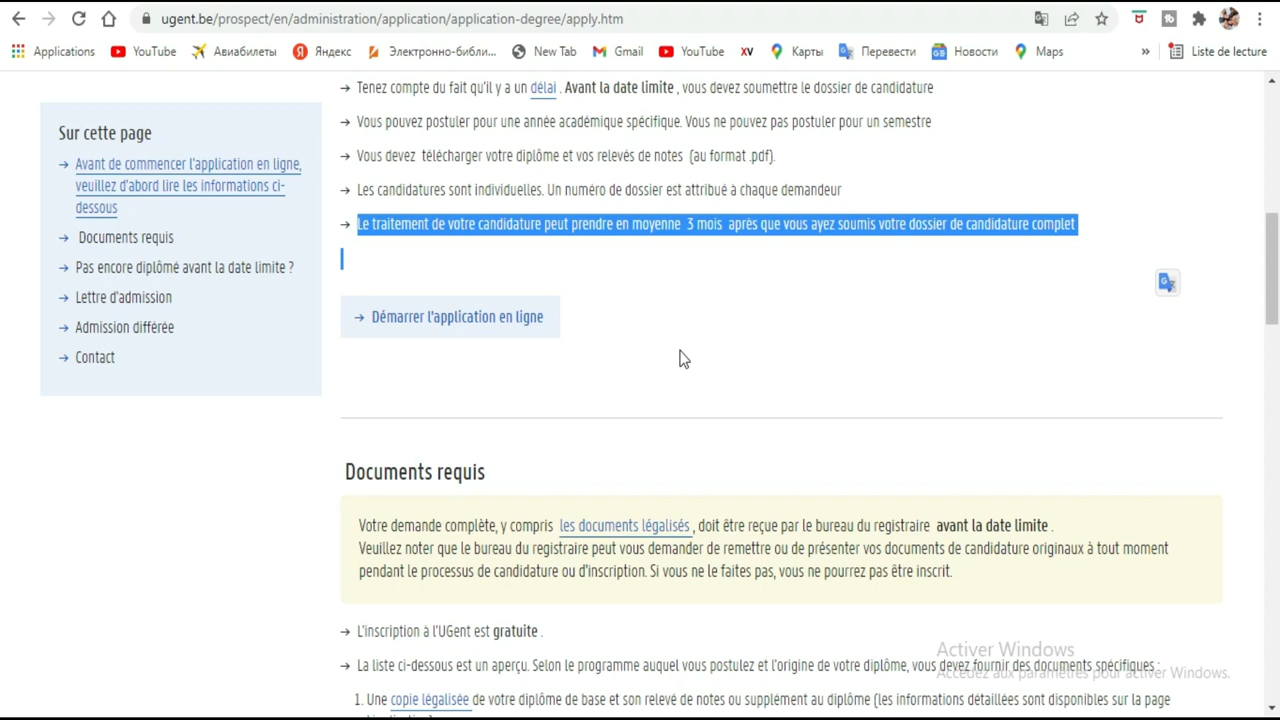 ugent.be/prospect/en/administration/application/application-degree/apply.htm
Applications YouTube Авиабилеты Яндекс Электронно-библи... New Tab Gmail YouTube XV Карты Перевести Новости Maps » Liste de lecture
Tenez compte du fait qu'il y a un délai . Avant la date limite , vous devez soumettre le dossier de candidature
Vous pouvez postuler pour une année académique spécifique. Vous ne pouvez pas postuler pour un semestre
Vous devez télécharger votre diplôme et vos relevés de notes (au format .pdf).
Les candidatures sont individuelles. Un numéro de dossier est attribué à chaque demandeur
Le traitement de votre candidature peut prendre en moyenne 3 mois après que vous ayez soumis votre dossier de candidature complet
Démarrer l'application en ligne
Sur cette page
Avant de commencer l'application en ligne,
veuillez d'abord lire les informations ci-
dessous
Documents requis
Pas encore diplômé avant la date limite ?
Lettre d'admission
Admission différée
Contact
Documents requis
Votre demande complète, y compris les documents légalisés , doit être reçue par le bureau du registraire avant la date limite .
Veuillez noter que le bureau du registraire peut vous demander de remettre ou de présenter vos documents de candidature originaux à tout moment
pendant le processus de candidature ou d'inscription. Si vous ne le faites pas, vous ne pourrez pas être inscrit.
L'inscription à l'UGent est gratuite .
La liste ci-dessous est un aperçu. Selon le programme auquel vous postulez et l'origine de votre diplôme, vous devez fournir des documents spécifiques :
1. Une copie légalisée de votre diplôme de base et son relevé de notes ou supplément au diplôme (les informations détaillées sont disponibles sur la page
Activer Windows
Accédez aux paramètres pour activer Windows.